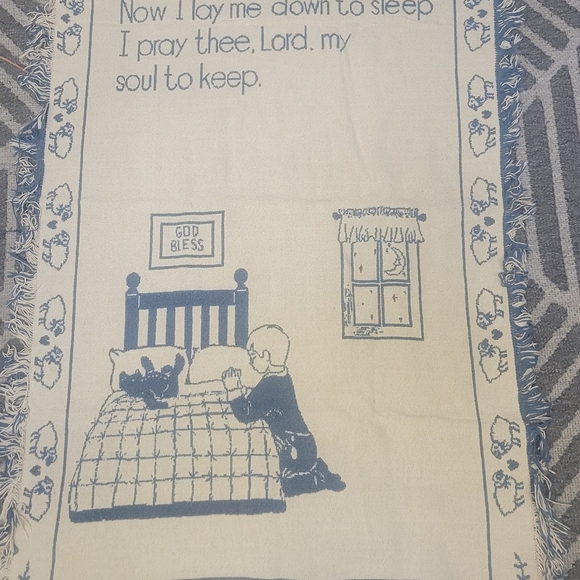 Now I lay me down to sleep
I pray thee, Lord, my
soul to keep.
GOD
BLESS